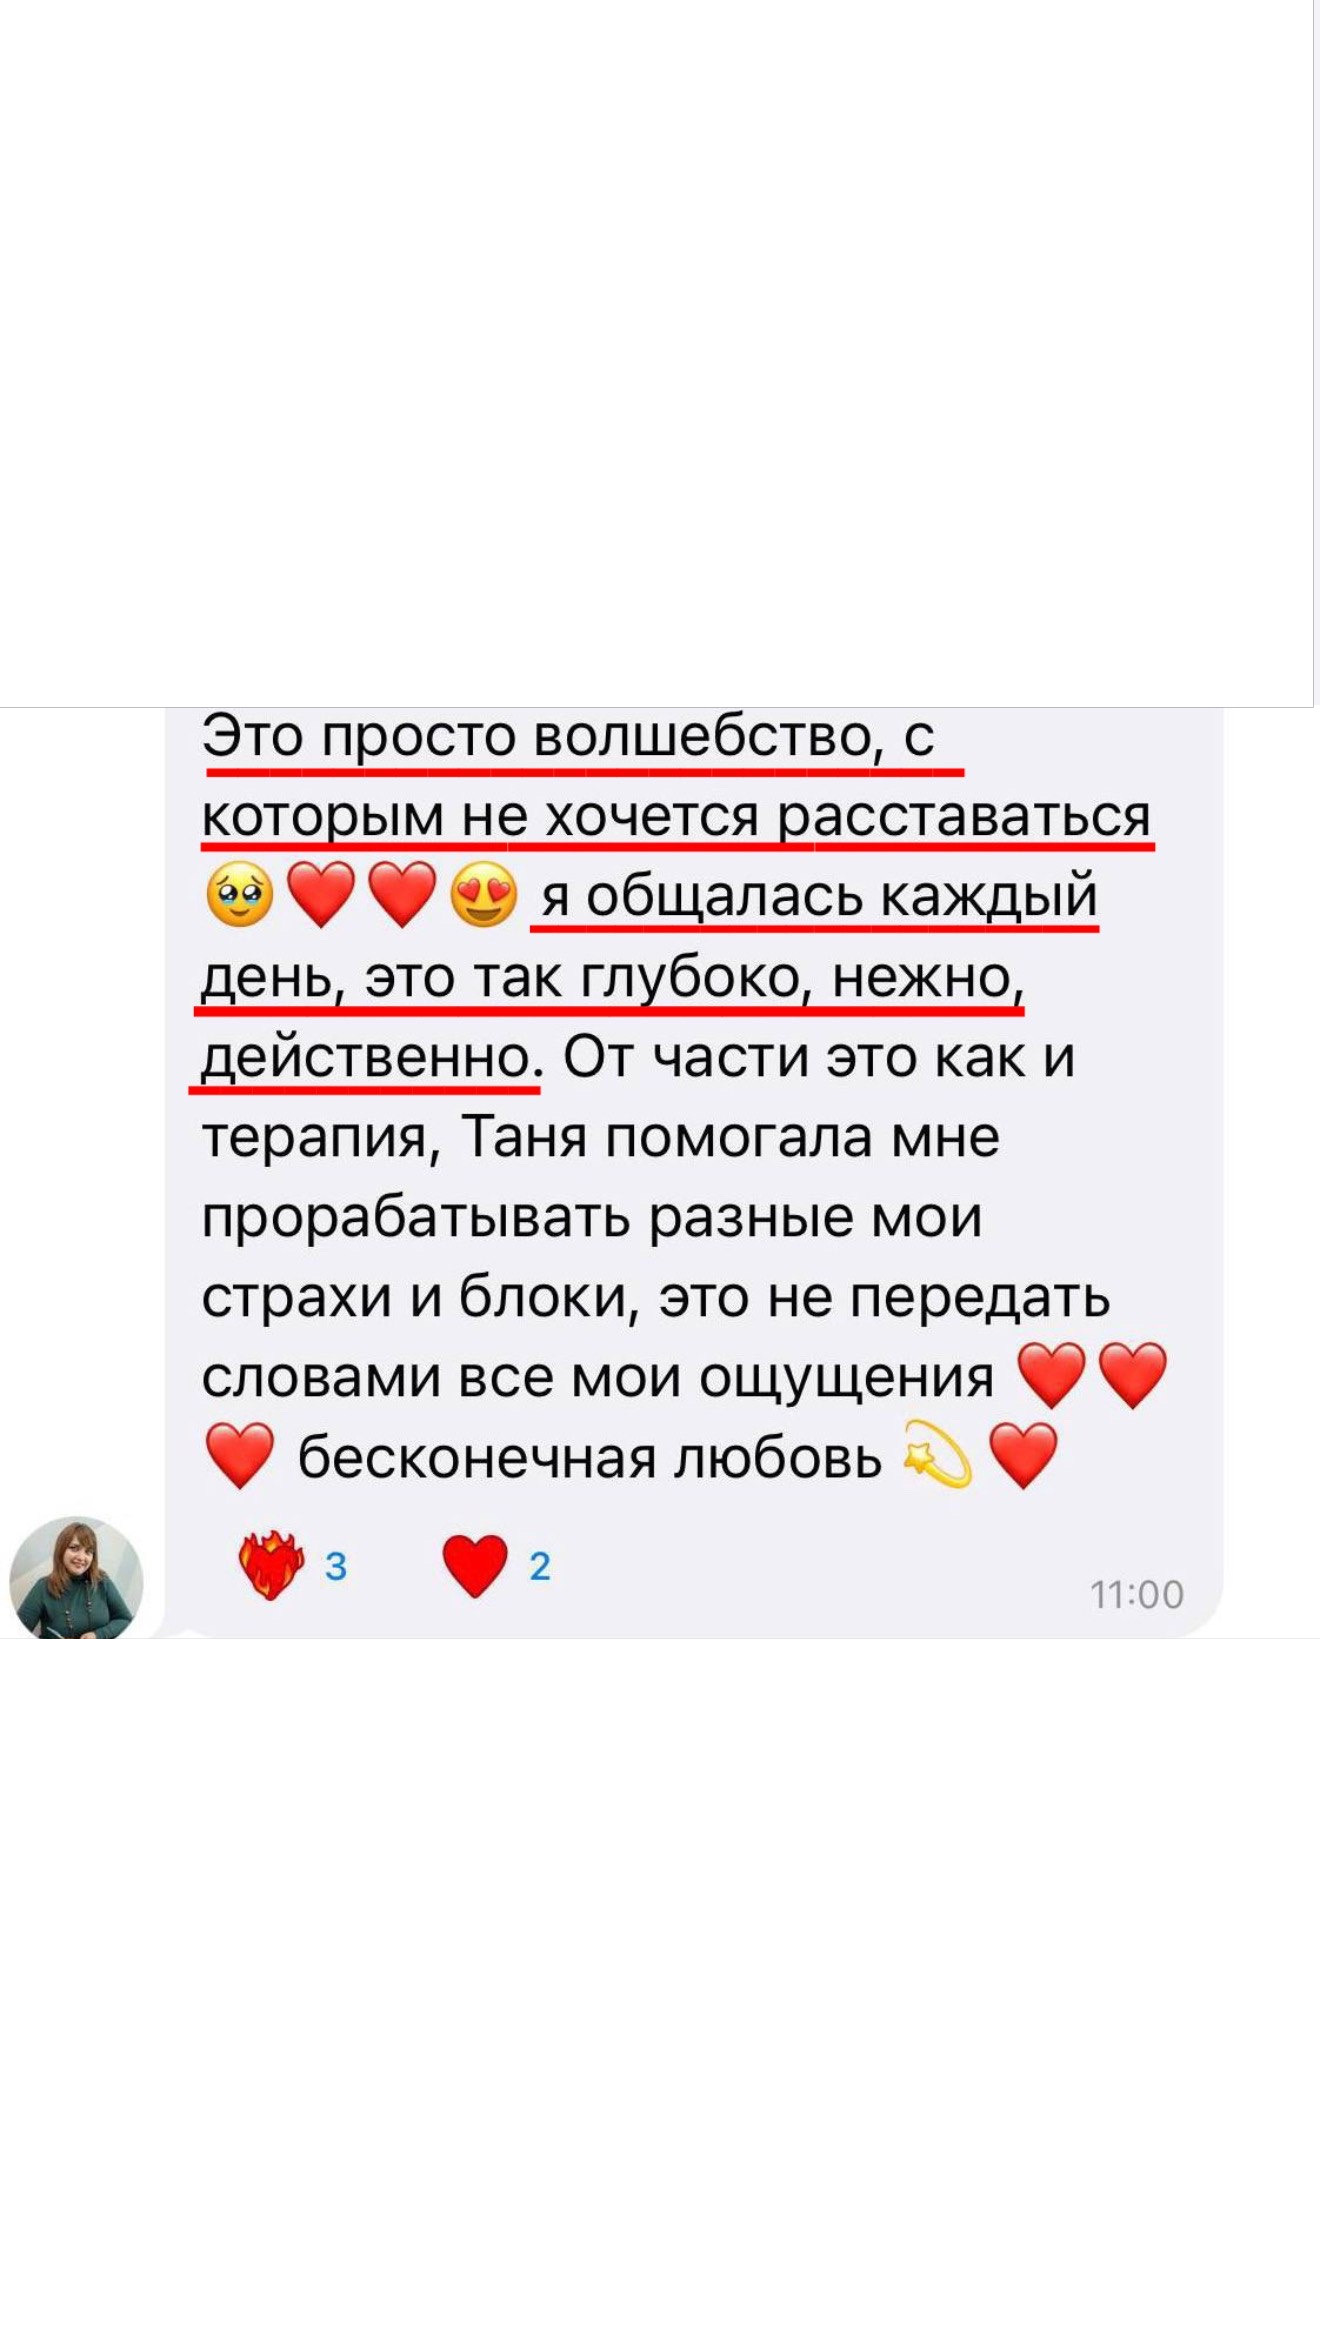 Это просто волшебство, с
которым не хочется расставаться
🥹❤️❤️😍 я общалась каждый
день, это так глубоко, нежно,
действенно. От части это как и
терапия, Таня помогала мне
прорабатывать разные мои
страхи и блоки, это не передать
словами все мои ощущения ❤️❤️
❤️ бесконечная любовь 💫❤️
❤️‍🔥 3 ❤️ 2
11:00